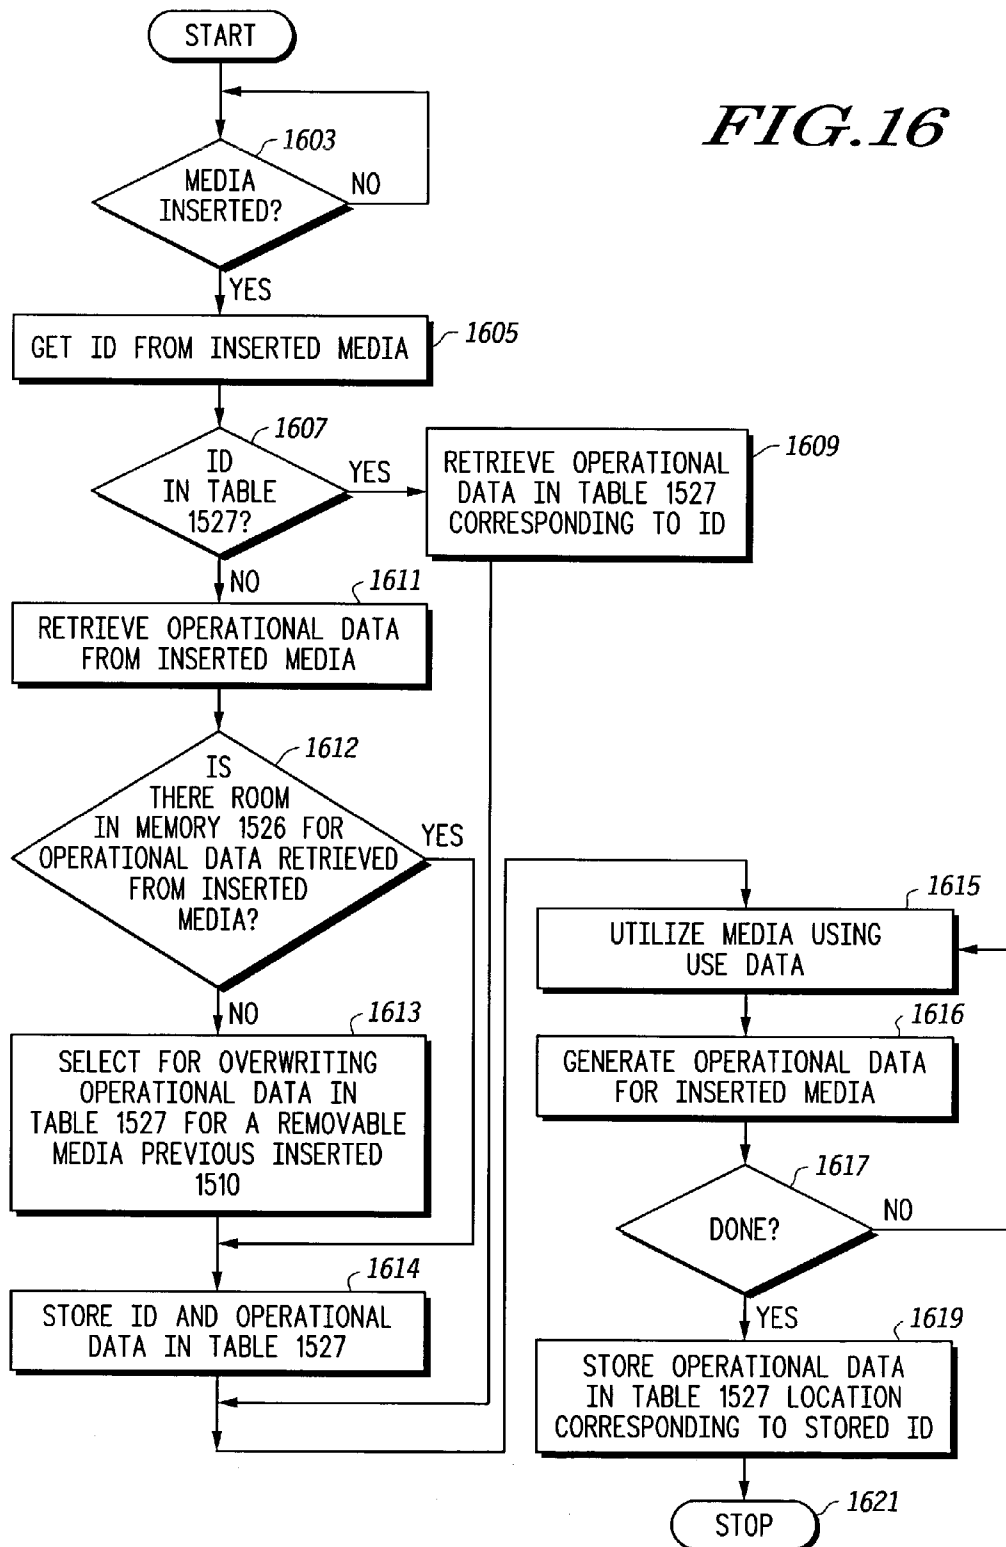 START
FIG.16
1603
MEDIA
INSERTED?
NO
YES
GET ID FROM INSERTED MEDIA
1605
1607
ID
IN TABLE
1527?
YES
1609
RETRIEVE OPERATIONAL
DATA IN TABLE 1527
CORRESPONDING TO ID
NO
1611
RETRIEVE OPERATIONAL DATA
FROM INSERTED MEDIA
1612
IS
THERE ROOM
IN MEMORY 1526 FOR
OPERATIONAL DATA RETRIEVED
FROM INSERTED
MEDIA?
YES
NO
1613
SELECT FOR OVERWRITING
OPERATIONAL DATA IN
TABLE 1527 FOR A REMOVABLE
MEDIA PREVIOUS INSERTED
1510
1614
STORE ID AND OPERATIONAL
DATA IN TABLE 1527
1615
UTILIZE MEDIA USING
USE DATA
1616
GENERATE OPERATIONAL DATA
FOR INSERTED MEDIA
1617
DONE?
NO
YES
1619
STORE OPERATIONAL DATA
IN TABLE 1527 LOCATION
CORRESPONDING TO STORED ID
1621
STOP